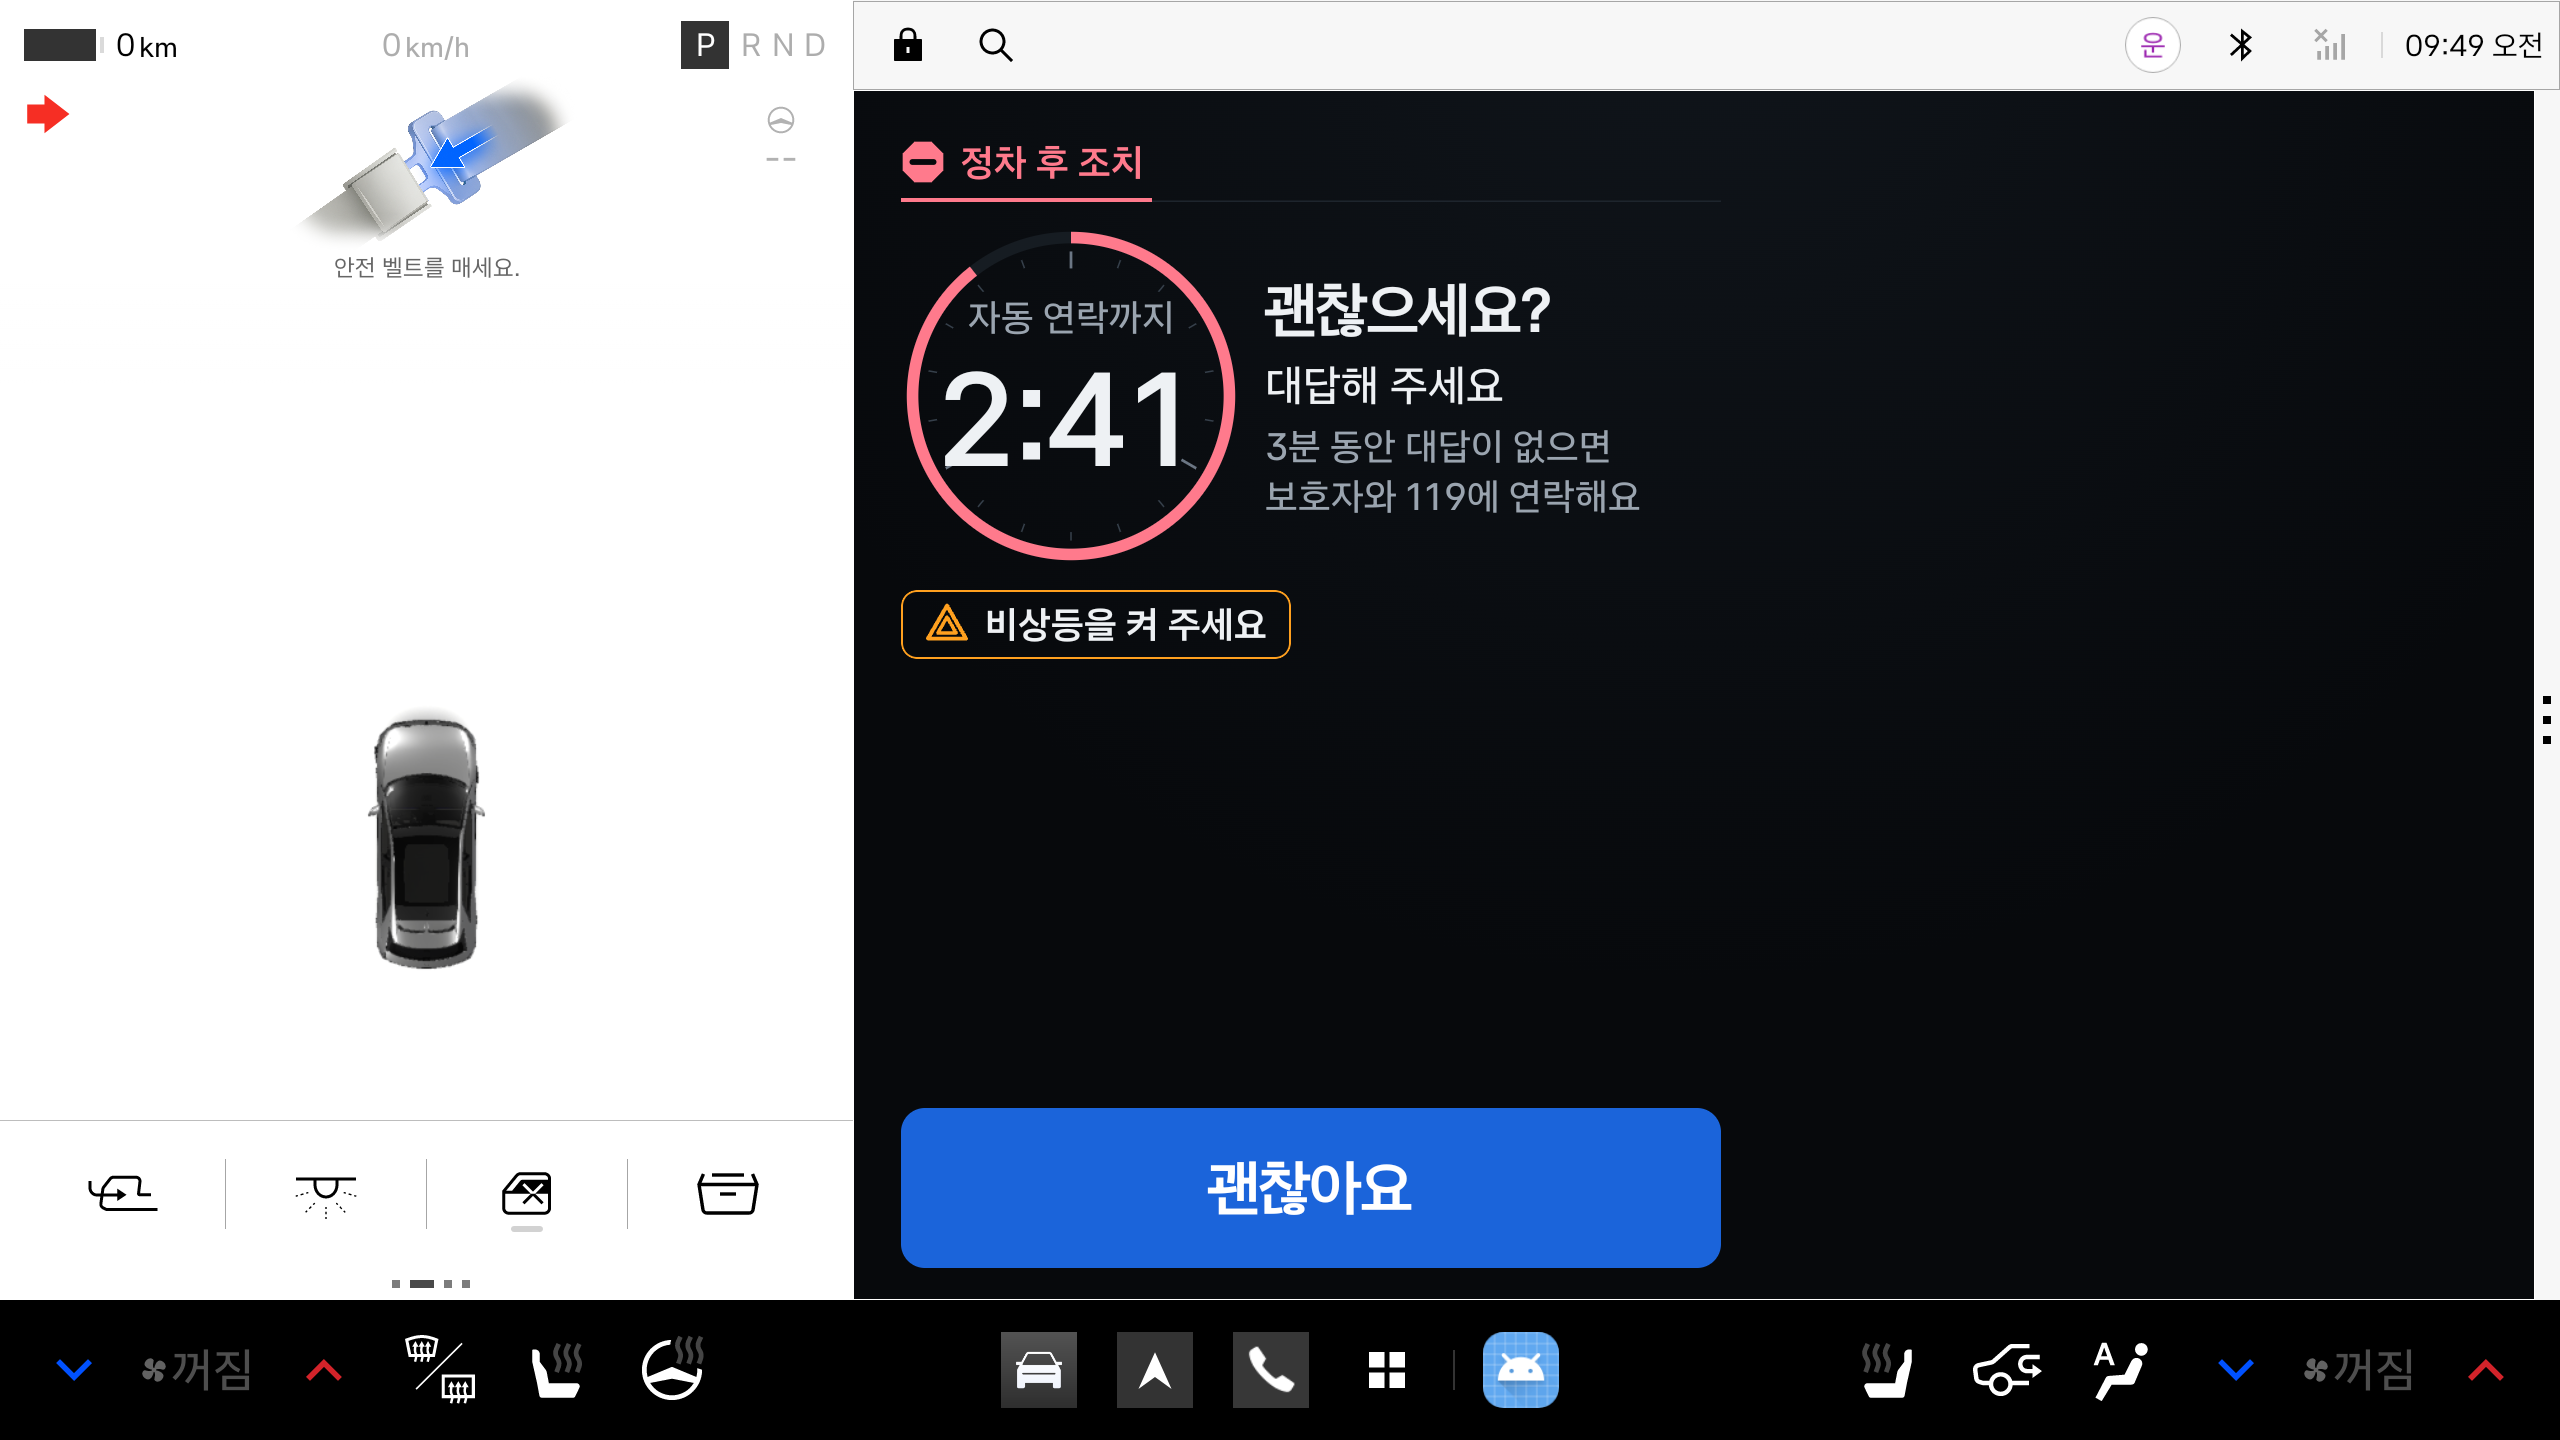 0 km
0 km/h
P R N D
안전 벨트를 매세요.
운
09:49 오전
정차 후 조치
자동 연락까지
2:41
괜찮으세요?
대답해 주세요
3분 동안 대답이 없으면
보호자와 119에 연락해요
비상등을 켜 주세요
괜찮아요
꺼짐
A
꺼짐